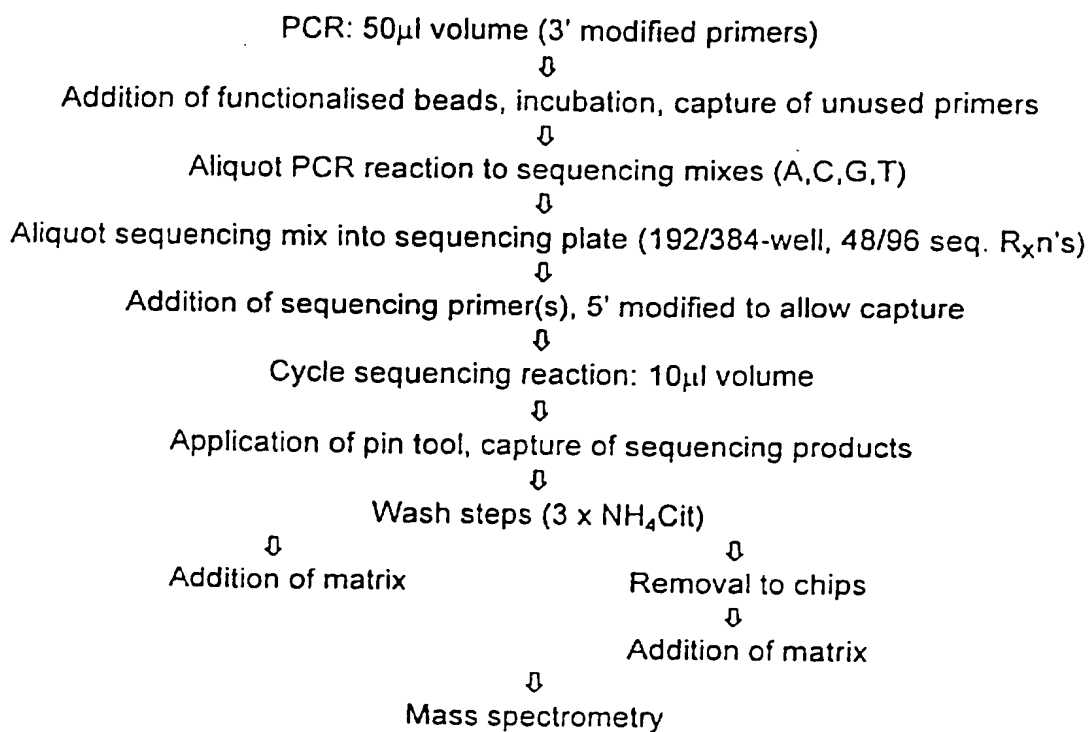 PCR: 50µl volume (3' modified primers)
⇩
Addition of functionalised beads, incubation, capture of unused primers
⇩
Aliquot PCR reaction to sequencing mixes (A,C,G,T)
⇩
Aliquot sequencing mix into sequencing plate (192/384-well, 48/96 seq. RXn's)
⇩
Addition of sequencing primer(s), 5' modified to allow capture
⇩
Cycle sequencing reaction: 10µl volume
⇩
Application of pin tool, capture of sequencing products
⇩
Wash steps (3 x NH₄Cit)
⇩ ⇩
Addition of matrix Removal to chips
⇩
Addition of matrix
⇩
Mass spectrometry